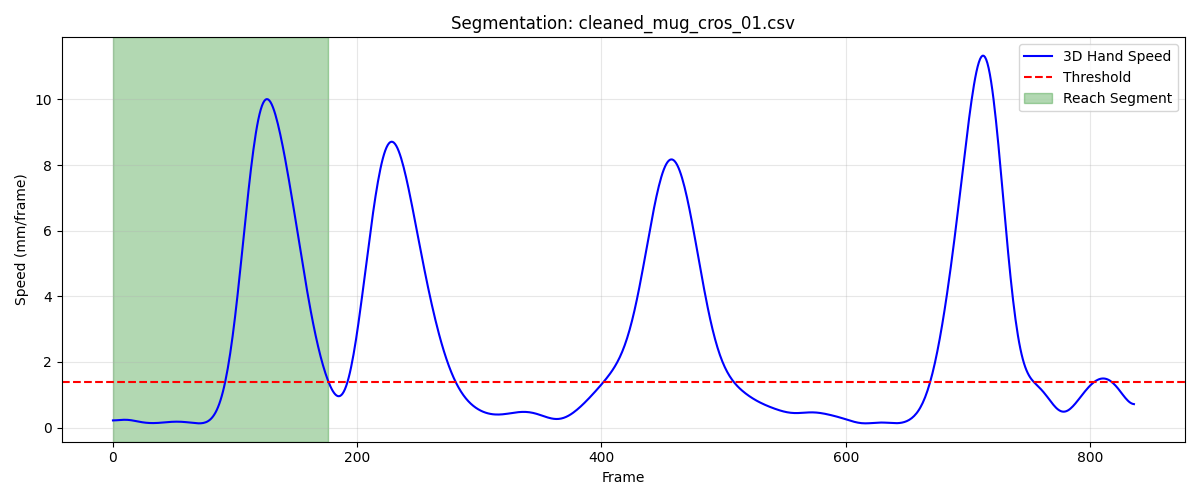 Segmentation: cleaned_mug_cros_01.csv
3D Hand Speed
Threshold
Reach Segment
Speed (mm/frame)
10
8
6
4
2
0
0 200 400 600 800
Frame